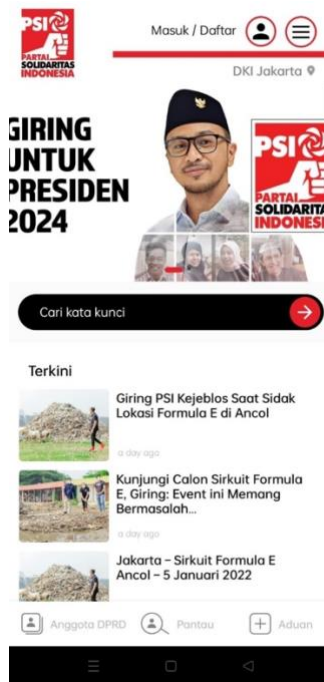 PSI
PARTAI
SOLIDARITAS
INDONESIA
Masuk / Daftar
DKI Jakarta
GIRING
UNTUK
PRESIDEN
2024
PSI
PARTAI
SOLIDARITA
INDONESI
Cari kata kunci
Terkini
Giring PSI Kejeblos Saat Sidak
Lokasi Formula E di Ancol
a day ago
Kunjungi Calon Sirkuit Formula
E, Giring: Event ini Memang
Bermasalah...
a day ago
Jakarta – Sirkuit Formula E
Ancol – 5 Januari 2022
Anggota DPRD
Pantau
Aduan